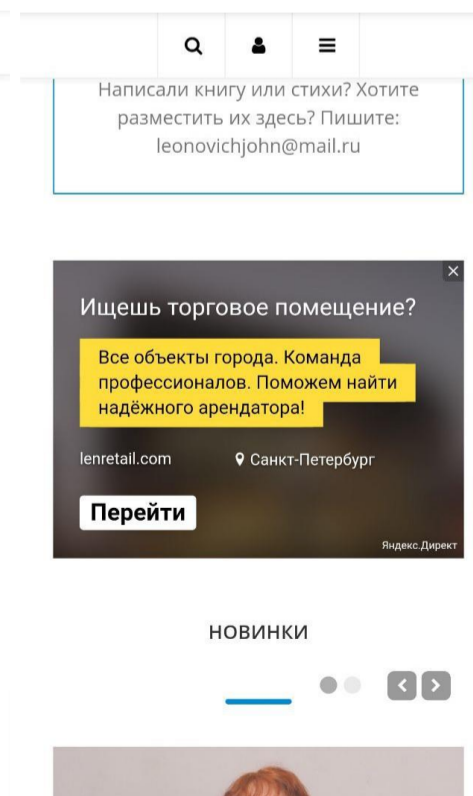 Написали книгу или стихи? Хотите
разместить их здесь? Пишите:
leonovichjohn@mail.ru
Ищешь торговое помещение?
Все объекты города. Команда
профессионалов. Поможем найти
надёжного арендатора!
lenretail.com
Санкт-Петербург
Перейти
Яндекс.Директ
НОВИНКИ